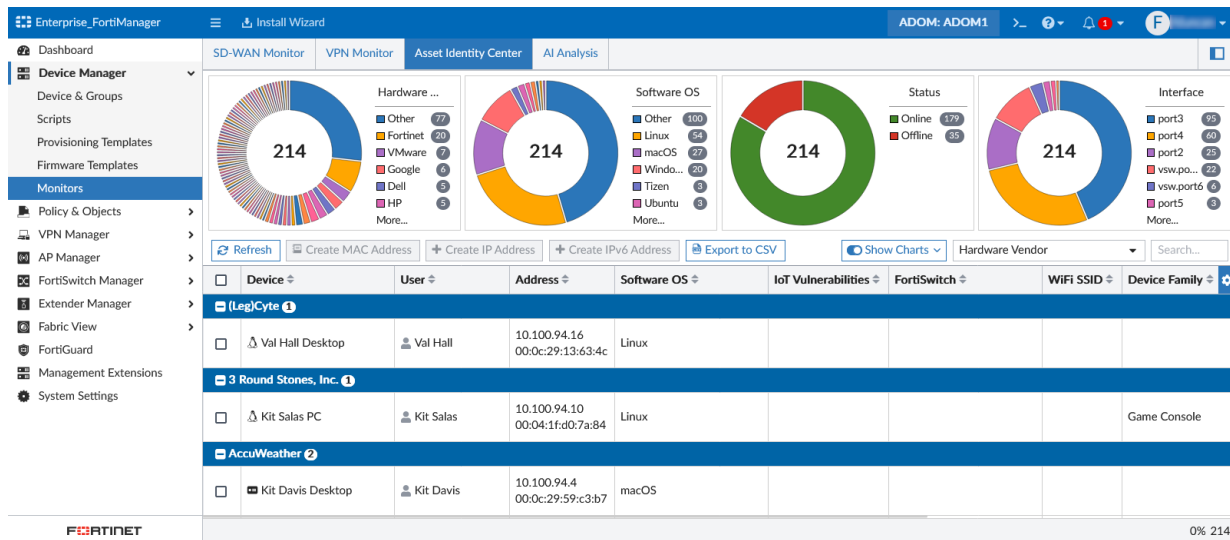 Enterprise_FortiManager
Install Wizard
ADOM: ADOM1
>_
?
1
F
Dashboard
Device Manager
Device & Groups
Scripts
Provisioning Templates
Firmware Templates
Monitors
Policy & Objects
VPN Manager
AP Manager
FortiSwitch Manager
Extender Manager
Fabric View
FortiGuard
Management Extensions
System Settings
FORTINET
SD-WAN Monitor VPN Monitor Asset Identity Center AI Analysis
214
Hardware ...
Other 77
Fortinet 20
VMware 7
Google 6
Dell 5
HP 5
More...
214
Software OS
Other 100
Linux 54
macOS 27
Windo... 20
Tizen 3
Ubuntu 3
More...
214
Status
Online 179
Offline 35
214
Interface
port3 95
port4 60
port2 25
vsw.po... 22
vsw.port6 6
port5 3
More...
Refresh Create MAC Address + Create IP Address + Create IPv6 Address Export to CSV Show Charts Hardware Vendor Search...
Device User Address Software OS IoT Vulnerabilities FortiSwitch WiFi SSID Device Family
(Leg)Cyte 1
Val Hall Desktop Val Hall 10.100.94.16 Linux
00:0c:29:13:63:4c
3 Round Stones, Inc. 1
Kit Salas PC Kit Salas 10.100.94.10 Linux Game Console
00:04:1f:d0:7a:84
AccuWeather 2
Kit Davis Desktop Kit Davis 10.100.94.4 macOS
00:0c:29:59:c3:b7
0% 214